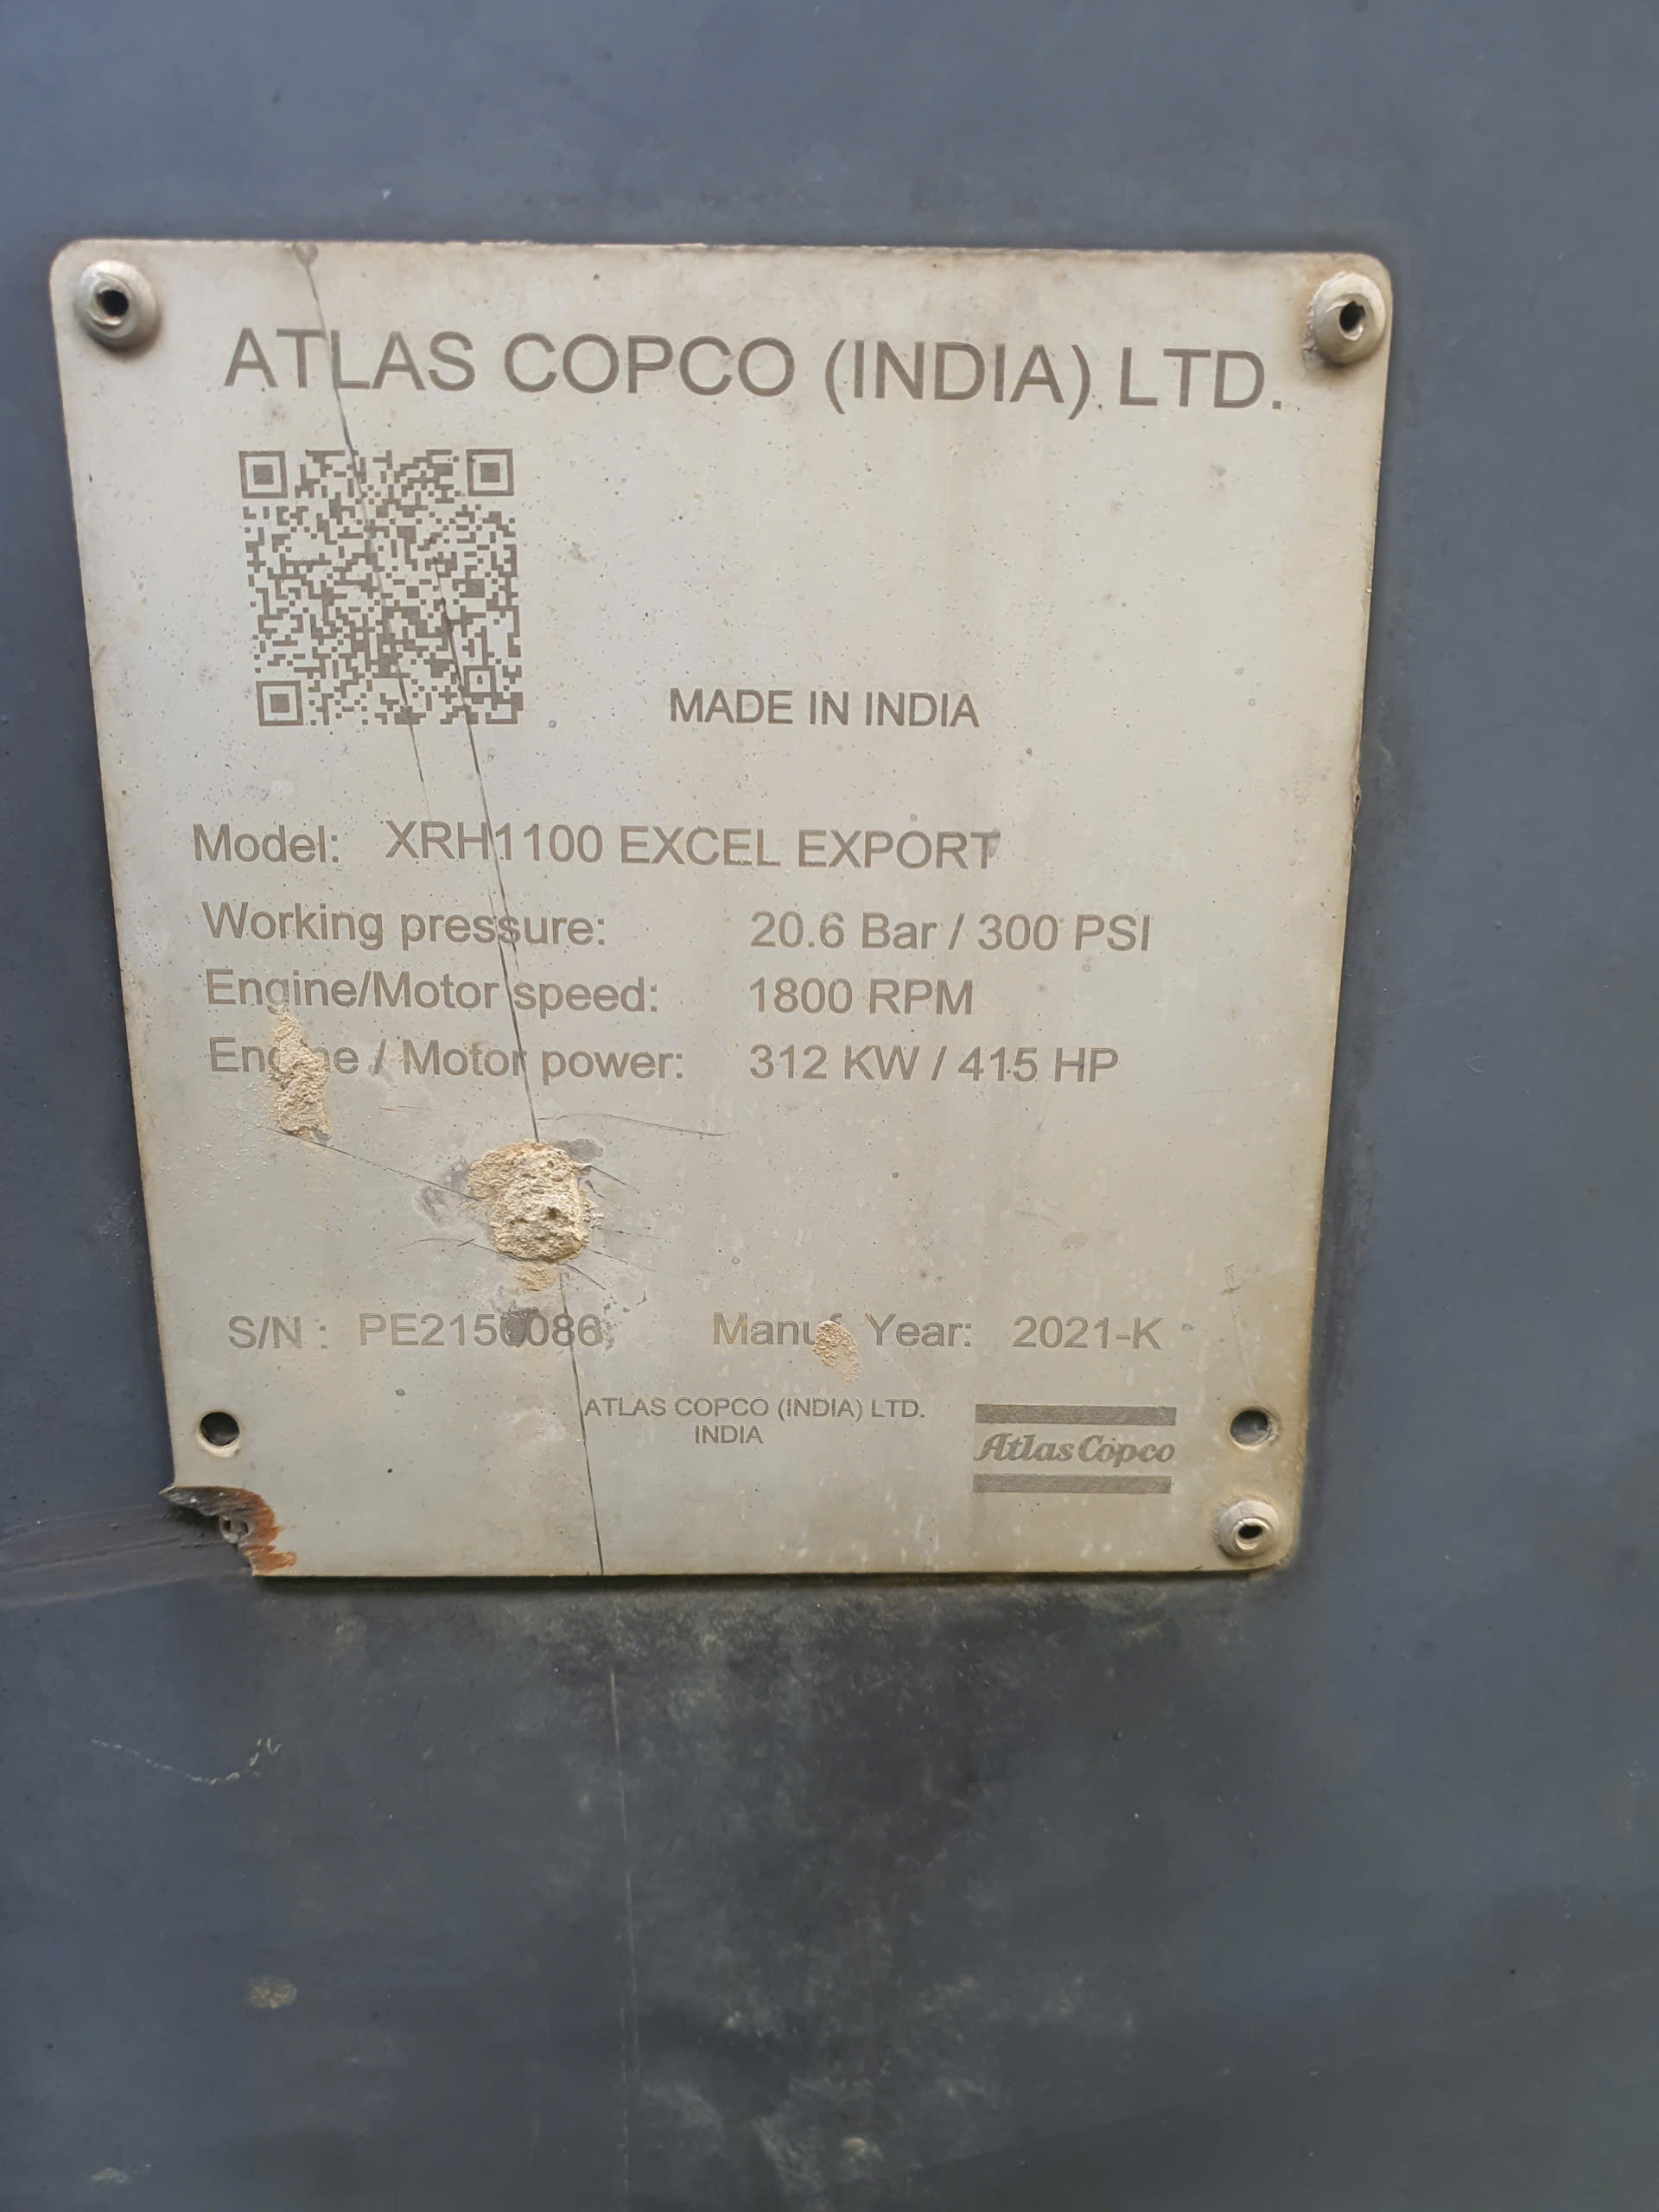 ATLAS COPCO (INDIA) LTD.
MADE IN INDIA
Model: XRH1100 EXCEL EXPORT
Working pressure: 20.6 Bar / 300 PSI
Engine/Motor speed: 1800 RPM
Engine / Motor power: 312 KW / 415 HP
S/N : Manuf. Year: 2021-K
ATLAS COPCO (INDIA) LTD.
INDIA
Atlas Copco